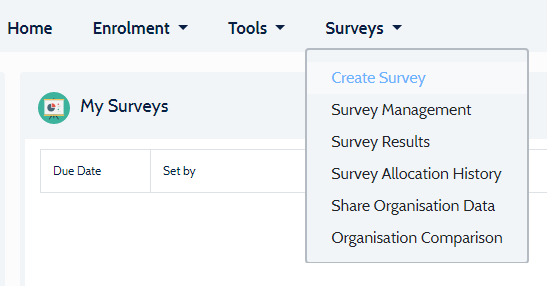 Home Enrolment Tools Surveys
Create Survey
Survey Management
Survey Results
Survey Allocation History
Share Organisation Data
Organisation Comparison
My Surveys
Due Date Set by